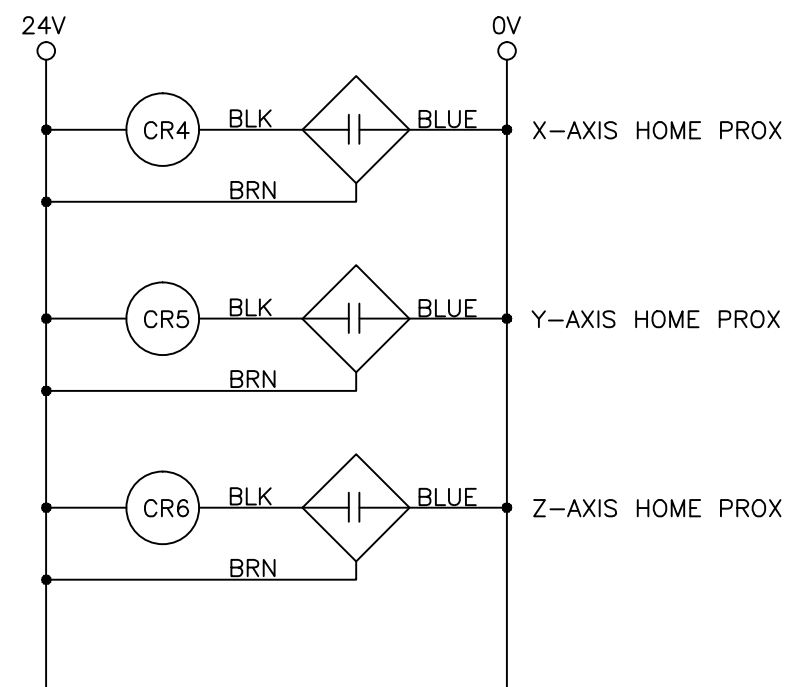 24V 0V
CR4 BLK BLUE X-AXIS HOME PROX
BRN
CR5 BLK BLUE Y-AXIS HOME PROX
BRN
CR6 BLK BLUE Z-AXIS HOME PROX
BRN